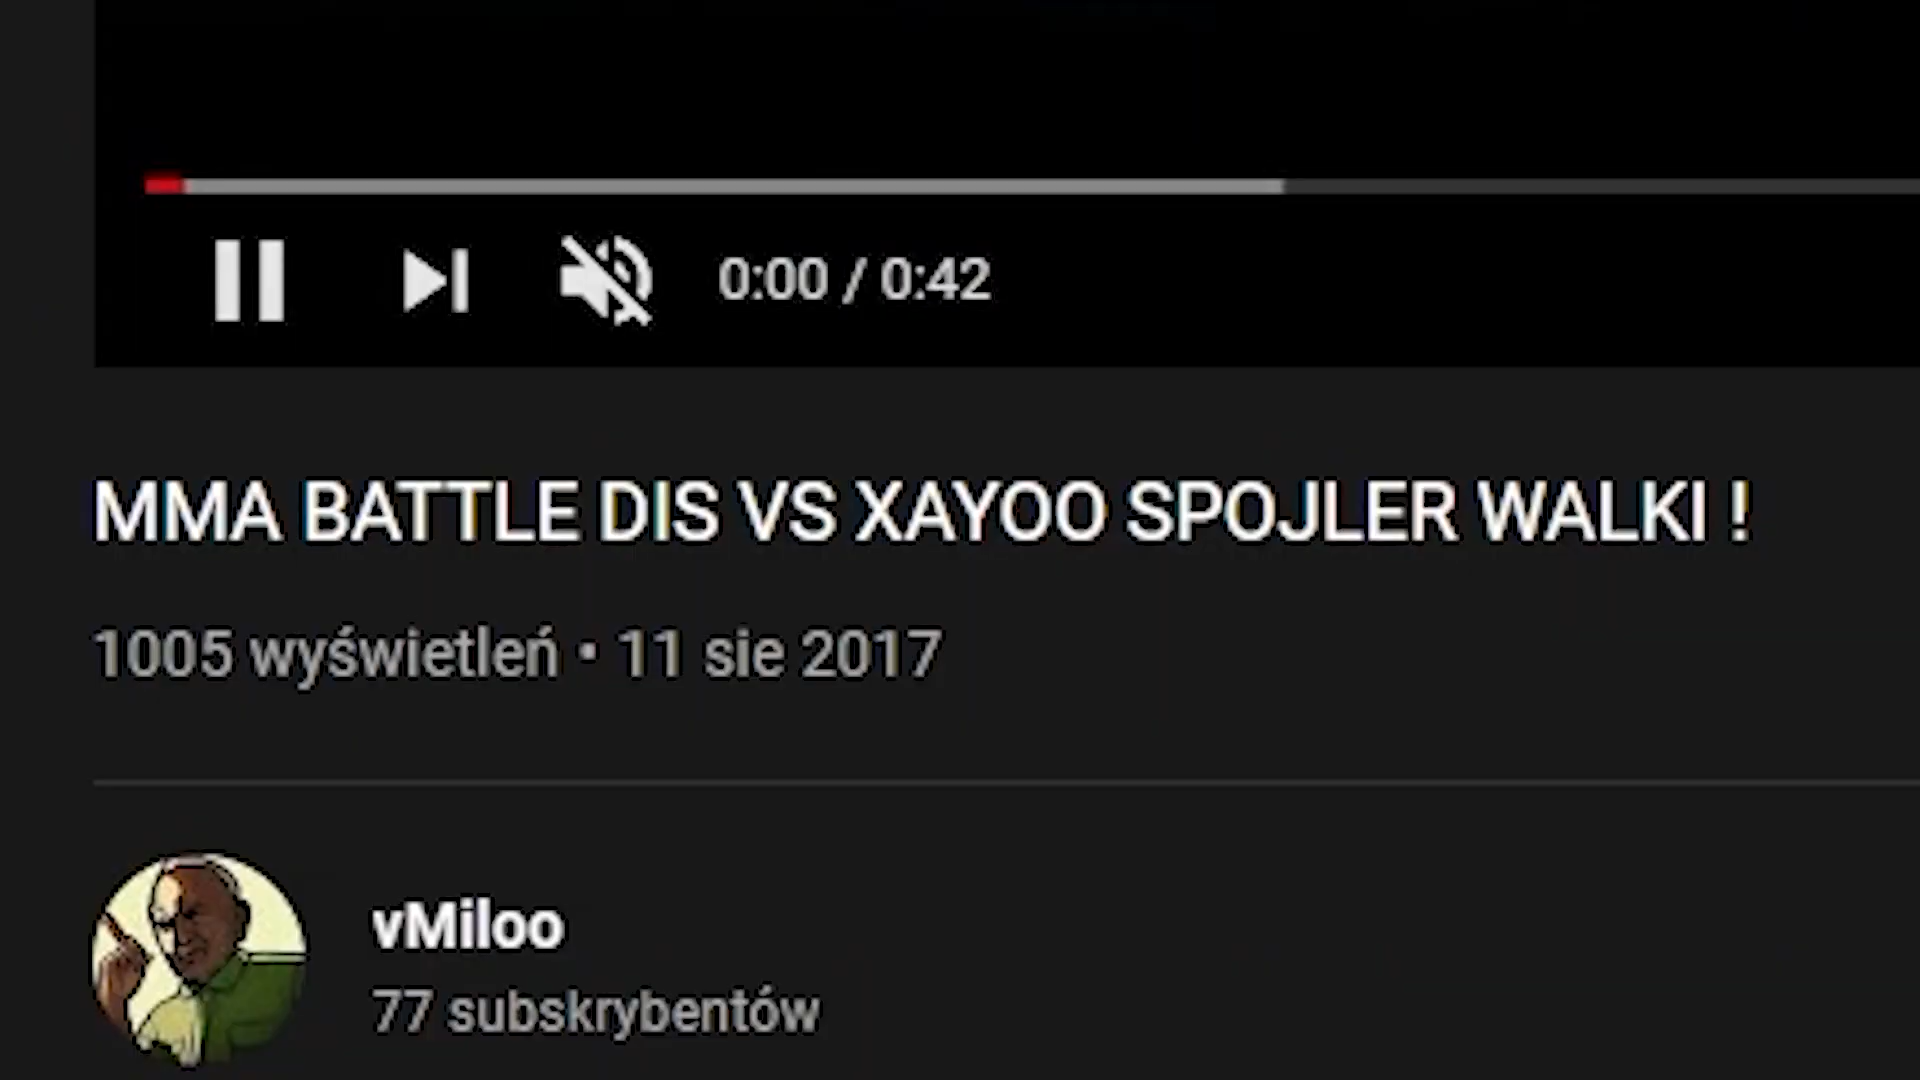 0:00 / 0:42
MMA BATTLE DIS VS XAYOO SPOJLER WALKI !
1005 wyświetleń • 11 sie 2017
vMiloo
77 subskrybentów